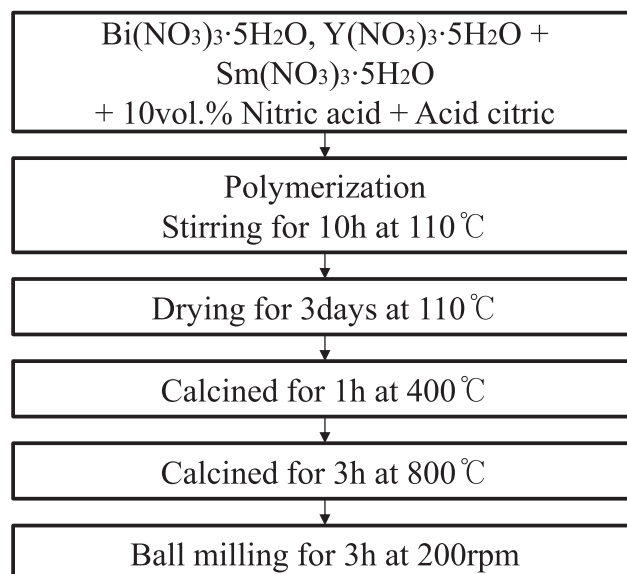 Bi(NO₃)₃·5H₂O, Y(NO₃)₃·5H₂O +
Sm(NO₃)₃·5H₂O
+ 10vol.% Nitric acid + Acid citric
Polymerization
Stirring for 10h at 110℃
Drying for 3days at 110℃
Calcined for 1h at 400℃
Calcined for 3h at 800℃
Ball milling for 3h at 200rpm